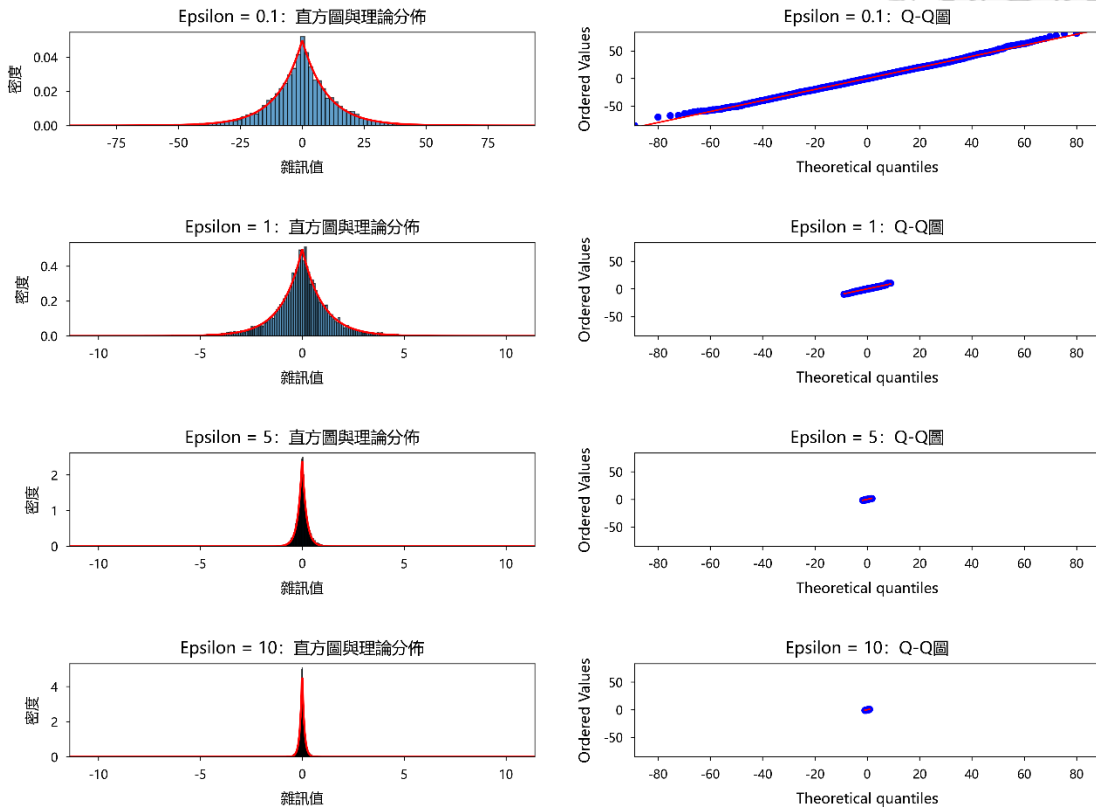 Epsilon = 0.1：直方圖與理論分佈
密度
0.04
0.02
0.00
-75 -50 -25 0 25 50 75
雜訊值
Epsilon = 0.1：Q-Q圖
Ordered Values
50
0
-50
-80 -60 -40 -20 0 20 40 60 80
Theoretical quantiles
Epsilon = 1：直方圖與理論分佈
密度
0.4
0.2
0.0
-10 -5 0 5 10
雜訊值
Epsilon = 1：Q-Q圖
Ordered Values
50
0
-50
-80 -60 -40 -20 0 20 40 60 80
Theoretical quantiles
Epsilon = 5：直方圖與理論分佈
密度
2
1
0
-10 -5 0 5 10
雜訊值
Epsilon = 5：Q-Q圖
Ordered Values
50
0
-50
-80 -60 -40 -20 0 20 40 60 80
Theoretical quantiles
Epsilon = 10：直方圖與理論分佈
密度
4
2
0
-10 -5 0 5 10
雜訊值
Epsilon = 10：Q-Q圖
Ordered Values
50
0
-50
-80 -60 -40 -20 0 20 40 60 80
Theoretical quantiles